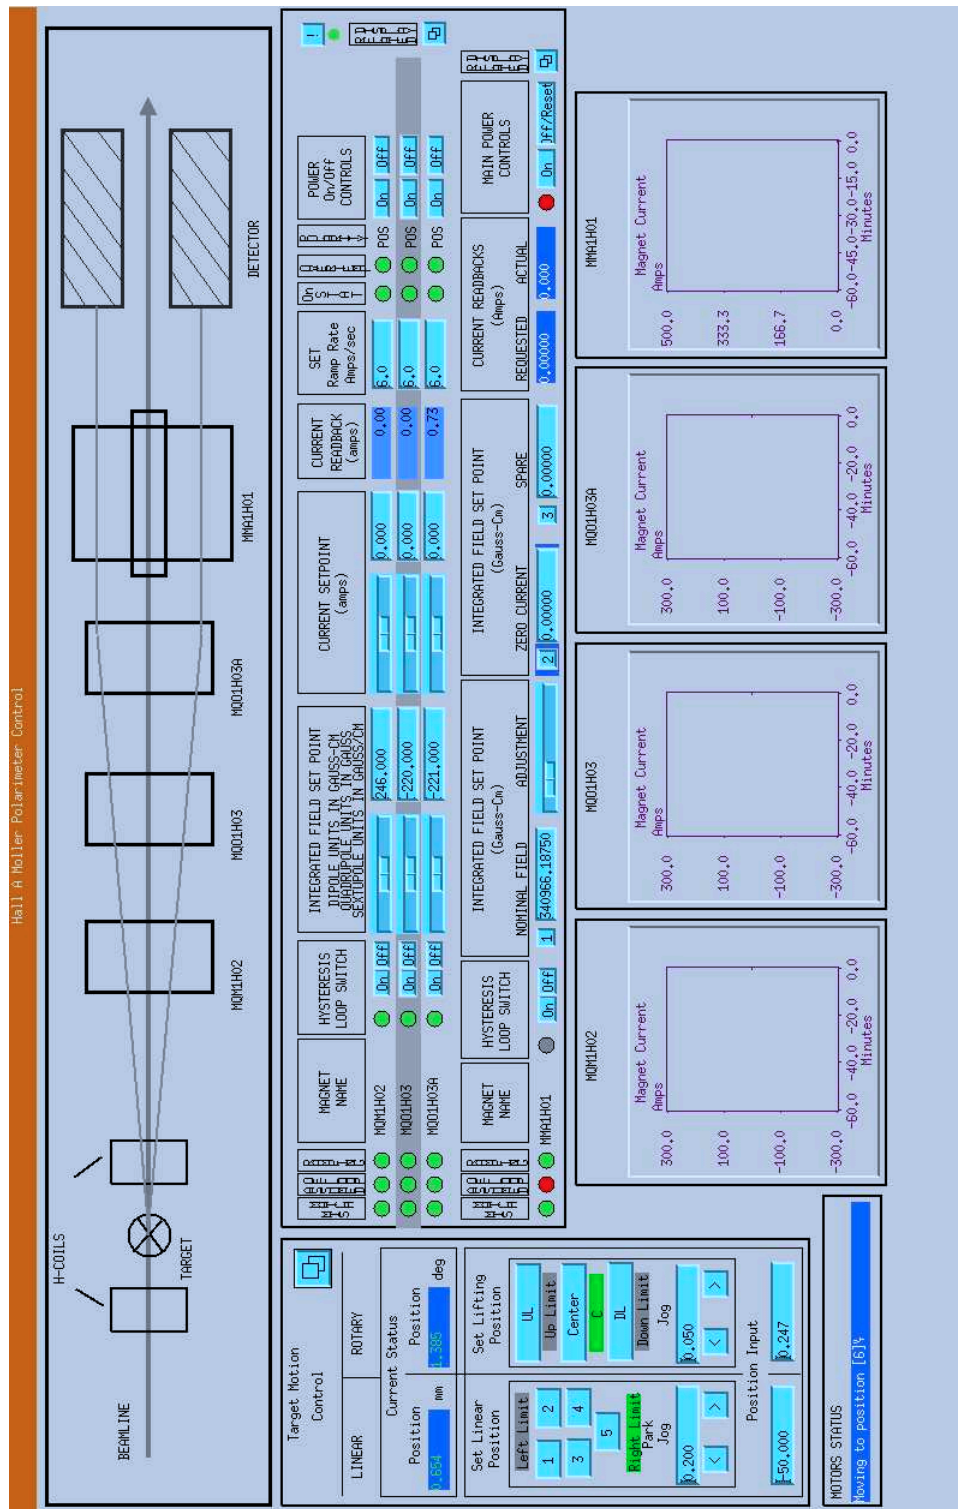 Hall A Moller Polarimeter Control
BEAMLINE
H-COILS
TARGET
MQM1H02
MQO1H03
MQO1H03A
MMA1H01
DETECTOR
Target Motion
Control
LINEAR
ROTARY
Current Status
Position
mm
Position
deg
0.654
1.385
Set Linear
Position
Left Limit
1
2
3
4
5
Right Limit
Park
Jog
0.200
<
>
Set Lifting
Position
UL
Up Limit
Center
C
DL
Down Limit
Jog
0.050
<
>
Position Input
-50.000
0.247
MOTORS STATUS
Moving to position [6]%
MAGNET
NAME
HYSTERESIS
LOOP SWITCH
INTEGRATED FIELD SET POINT
DIPOLE UNITS IN GAUSS-CM
QUADRUPOLE UNITS IN GAUSS
SEXTUPOLE UNITS IN GAUSS/CM
CURRENT SETPOINT
(amps)
CURRENT
READBACK
(amps)
SET
Ramp Rate
Amps/sec
On
STAT
POWER
On/Off
CONTROLS
!
MQM1H02 On Off 246.000 0.000 0.00 6.0 POS On Off
MQO1H03 On Off -220.000 0.000 0.00 6.0 POS On Off
MQO1H03A On Off -221.000 0.000 0.73 6.0 POS On Off
MAGNET
NAME
HYSTERESIS
LOOP SWITCH
INTEGRATED FIELD SET POINT
(Gauss-Cm)
NOMINAL FIELD ADJUSTMENT
INTEGRATED FIELD SET POINT
(Gauss-Cm)
ZERO CURRENT SPARE
CURRENT READBACKS
(Amps)
REQUESTED ACTUAL
MAIN POWER
CONTROLS
MMA1H01 On Off 1 340966.18750 2 0.00000 3 0.00000 0.00000 0.000 On Off/Reset
MQM1H02
Magnet Current
Amps
300.0
100.0
-100.0
-300.0
-60.0 -40.0 -20.0 0.0
Minutes
MQO1H03
Magnet Current
Amps
300.0
100.0
-100.0
-300.0
-60.0 -40.0 -20.0 0.0
Minutes
MQO1H03A
Magnet Current
Amps
300.0
100.0
-100.0
-300.0
-60.0 -40.0 -20.0 0.0
Minutes
MMA1H01
Magnet Current
Amps
500.0
333.3
166.7
0.0
-60.0-45.0-30.0-15.0 0.0
Minutes